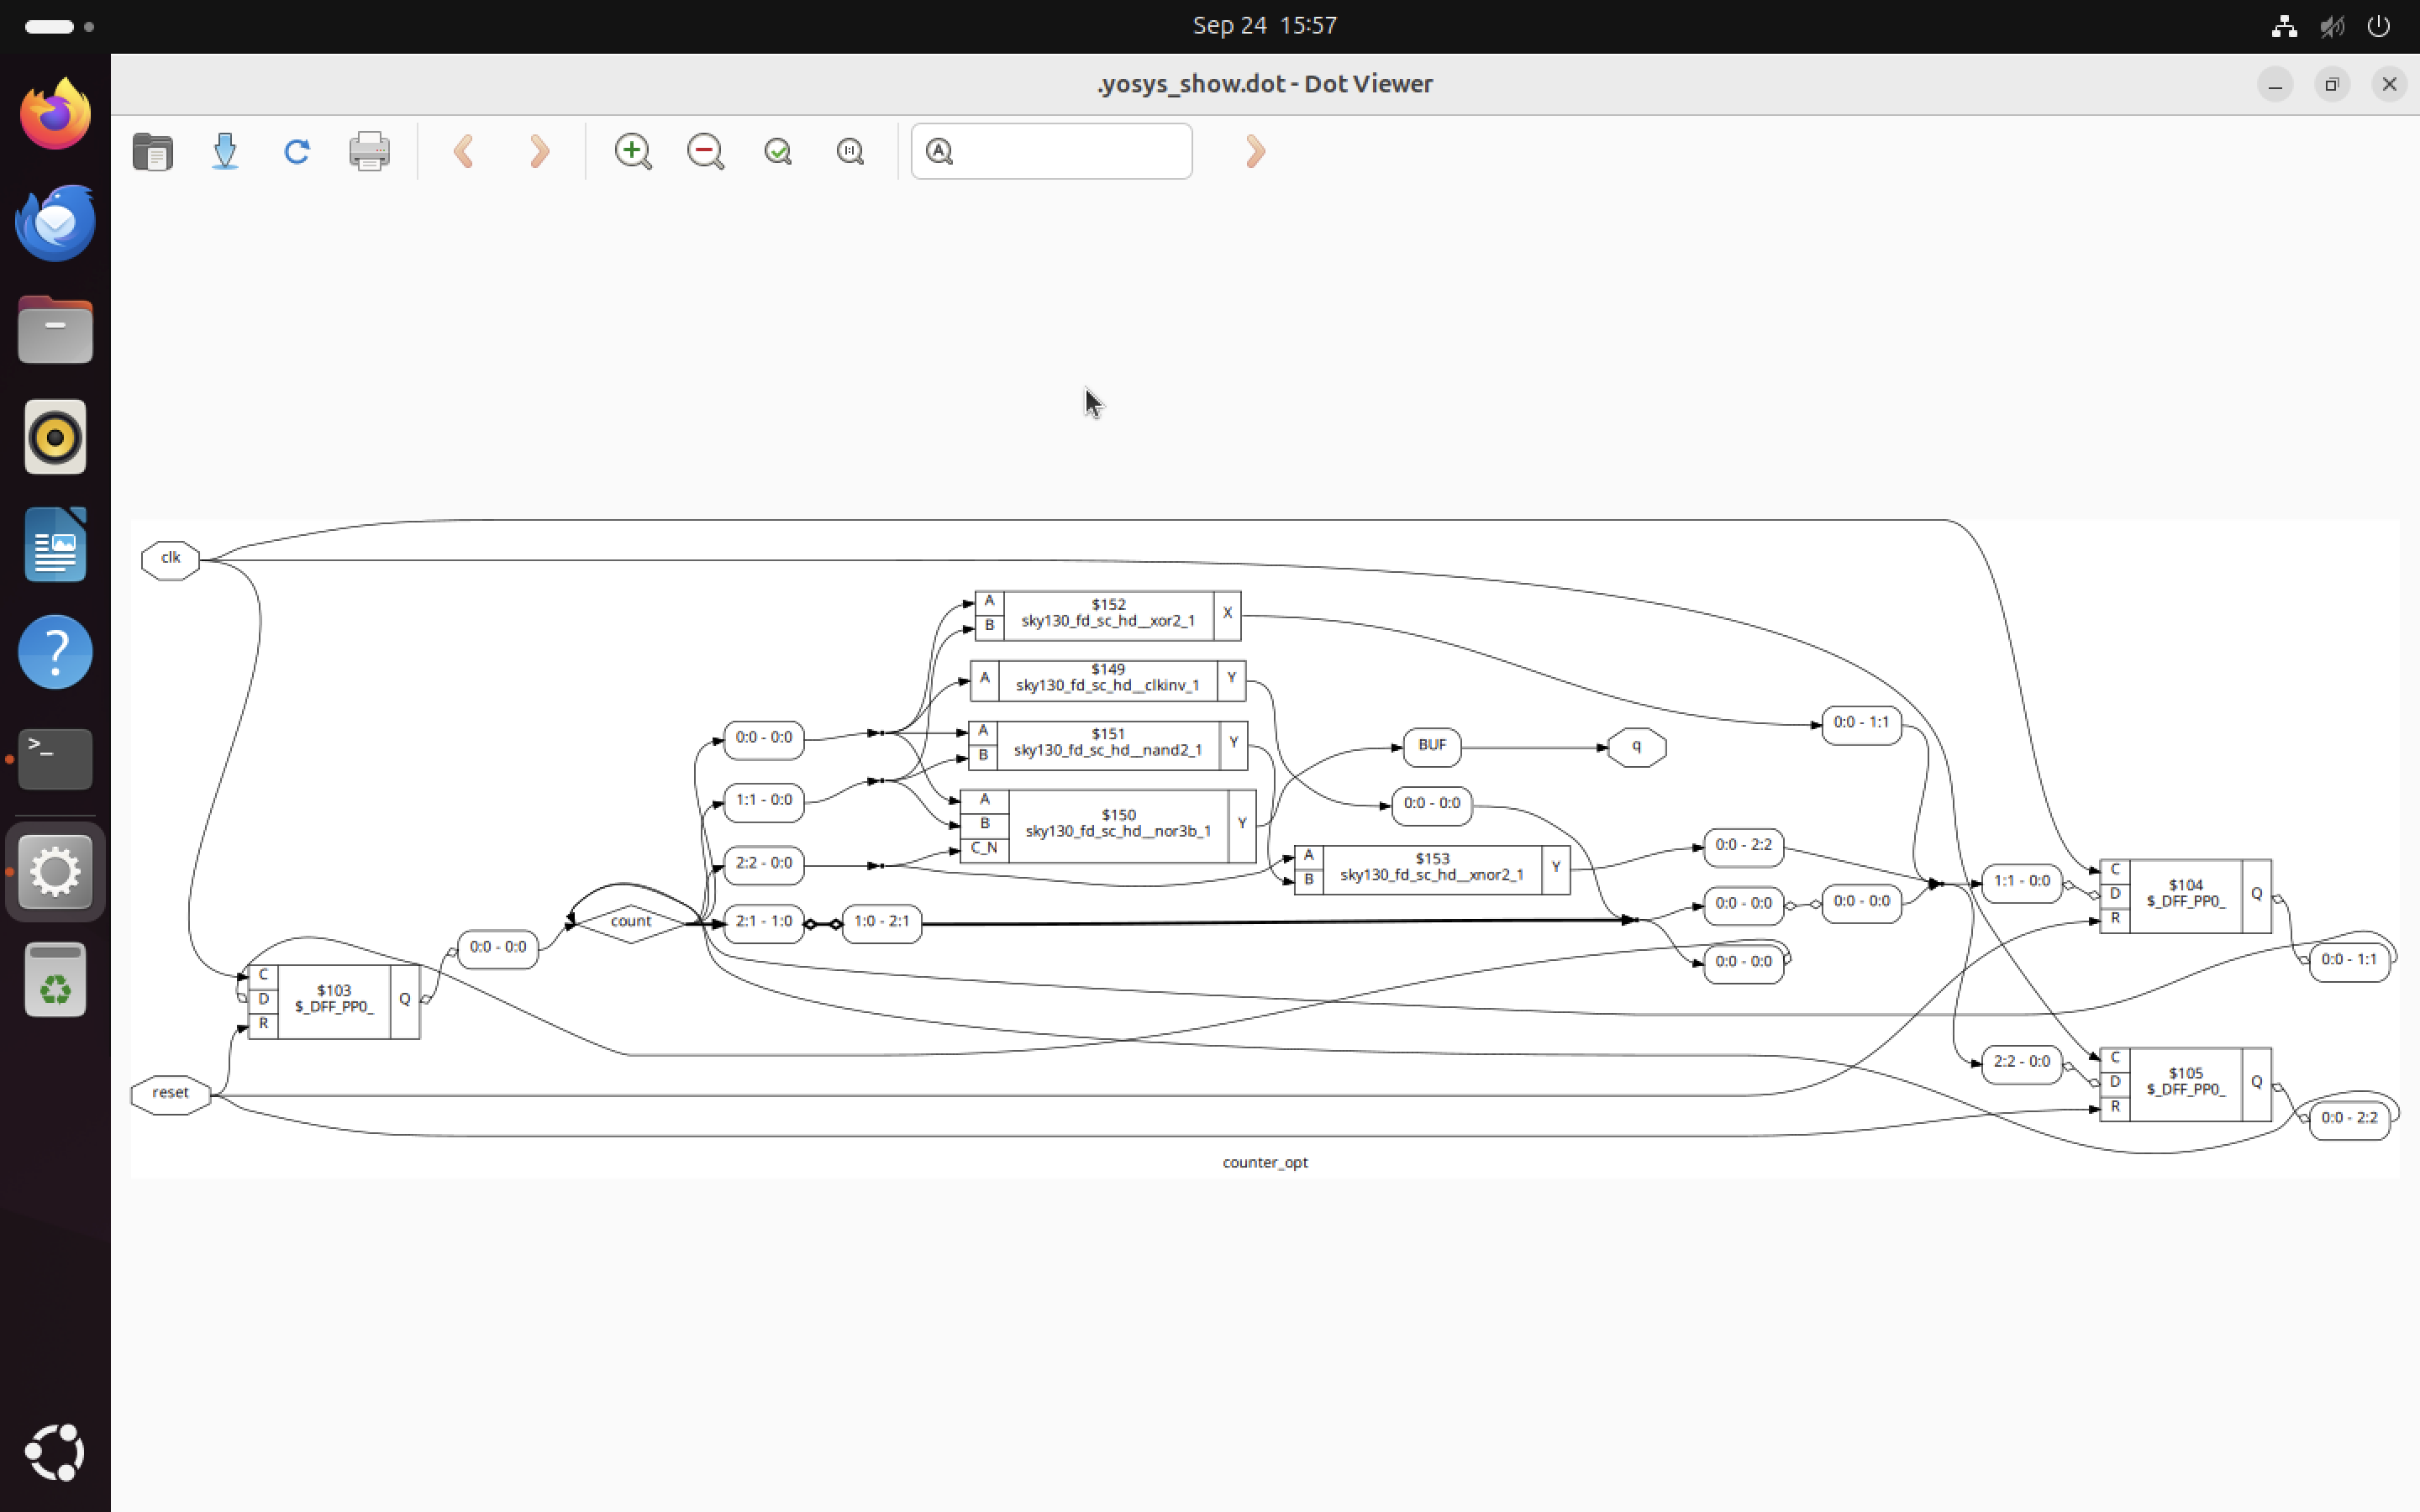 Sep 24 15:57
.yosys_show.dot - Dot Viewer
clk
$152
sky130_fd_sc_hd__xor2_1
A
B
X
$149
sky130_fd_sc_hd__clkinv_1
A
Y
$151
sky130_fd_sc_hd__nand2_1
A
B
Y
$150
sky130_fd_sc_hd__nor3b_1
A
B
C_N
Y
0:0 - 0:0
1:1 - 0:0
2:2 - 0:0
2:1 - 1:0
1:0 - 2:1
BUF
q
0:0 - 0:0
0:0 - 1:1
$153
sky130_fd_sc_hd__xnor2_1
A
B
Y
0:0 - 2:2
0:0 - 0:0
0:0 - 0:0
0:0 - 0:0
1:1 - 0:0
C
D
R
$104
$_DFF_PP0_
Q
0:0 - 1:1
count
0:0 - 0:0
C
D
R
$103
$_DFF_PP0_
Q
reset
2:2 - 0:0
C
D
R
$105
$_DFF_PP0_
Q
0:0 - 2:2
counter_opt